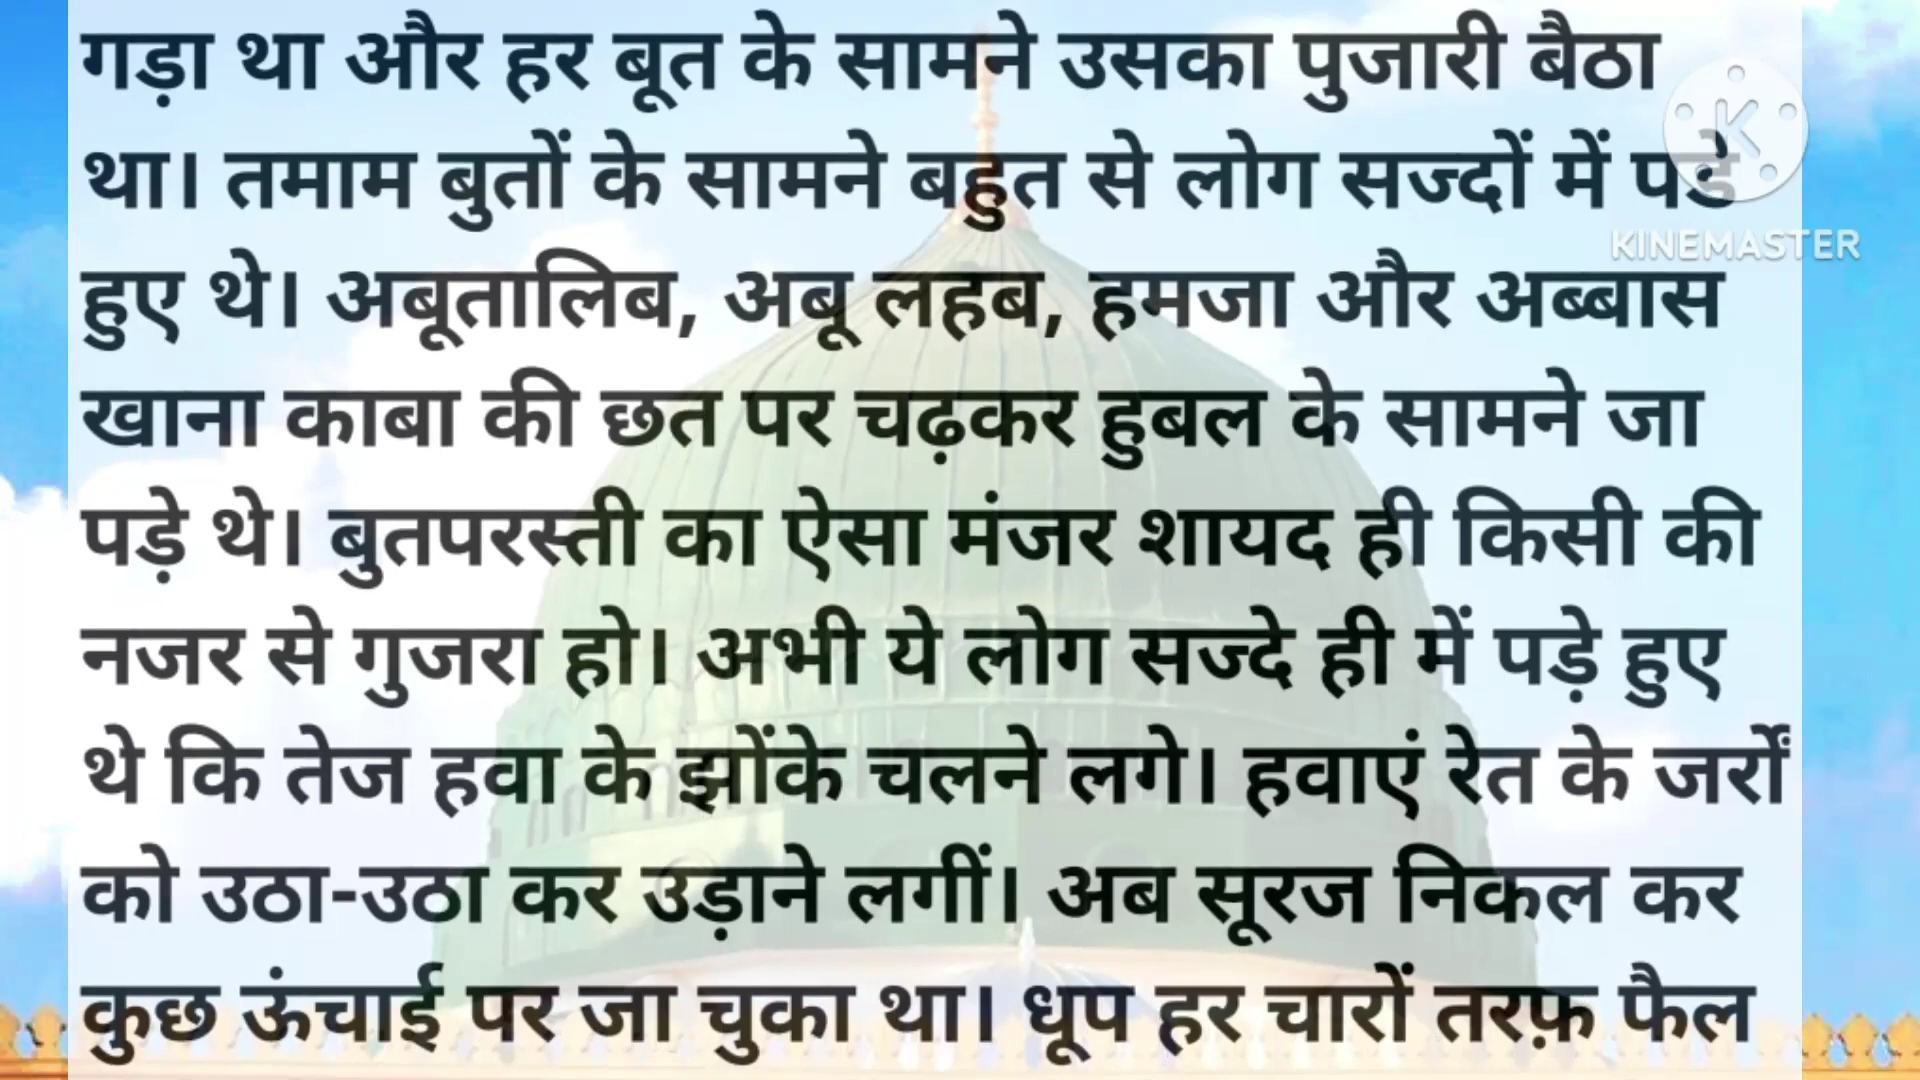 गड़ा था और हर बूत के सामने उसका पुजारी बैठा
था। तमाम बुतों के सामने बहुत से लोग सज्दों में पड़े
हुए थे। अबूतालिब, अबू लहब, हमजा और अब्बास
खाना काबा की छत पर चढ़कर हुबल के सामने जा
पड़े थे। बुतपरस्ती का ऐसा मंजर शायद ही किसी की
नजर से गुजरा हो। अभी ये लोग सज्दे ही में पड़े हुए
थे कि तेज हवा के झोंके चलने लगे। हवाएं रेत के जर्रों
को उठा-उठा कर उड़ाने लगीं। अब सूरज निकल कर
कुछ ऊंचाई पर जा चुका था। धूप हर चारों तरफ़ फैल
K
KINEMASTER